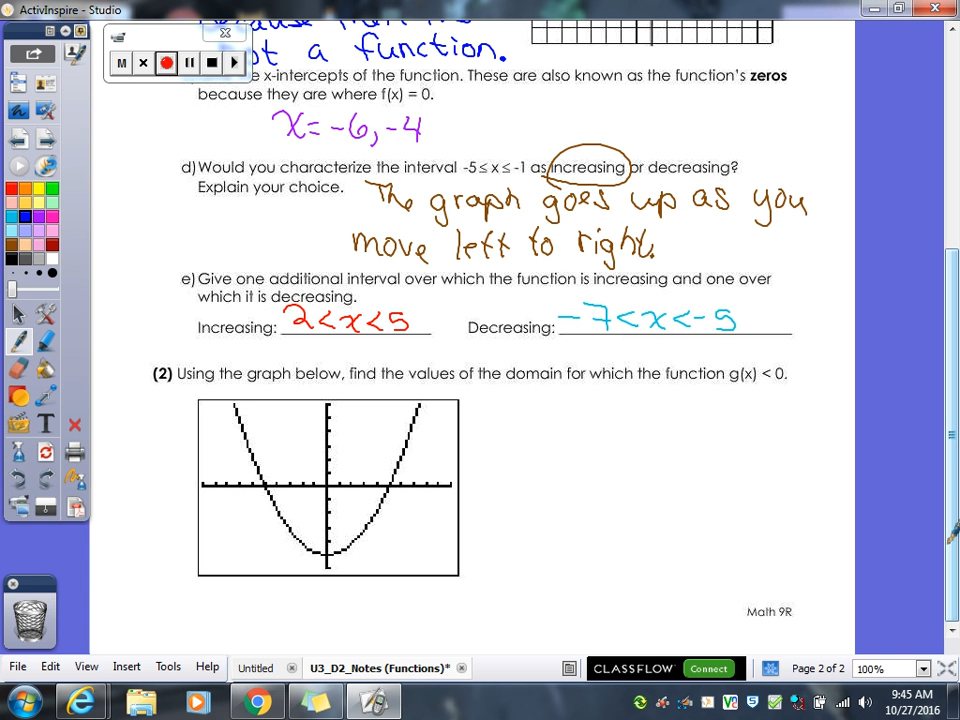 ActivInspire - Studio
a function.
x-intercepts of the function. These are also known as the function's zeros
because they are where f(x) = 0.
x = -6, -4
d) Would you characterize the interval -5 ≤ x ≤ -1 as increasing or decreasing?
Explain your choice.
The graph goes up as you
move left to right.
e) Give one additional interval over which the function is increasing and one over
which it is decreasing.
Increasing: 2 < x < 5 Decreasing: -7 < x < -5
(2) Using the graph below, find the values of the domain for which the function g(x) < 0.
Math 9R
File Edit View Insert Tools Help Untitled U3_D2_Notes (Functions)* CLASSFLOW Connect Page 2 of 2 100%
9:45 AM
10/27/2016